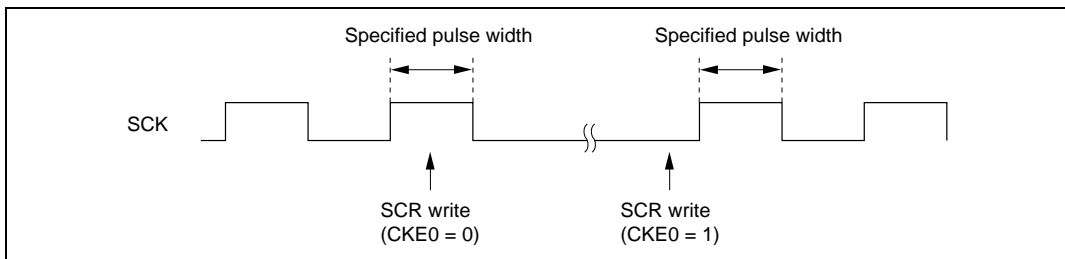 Specified pulse width Specified pulse width
SCK
SCR write SCR write
(CKE0 = 0) (CKE0 = 1)